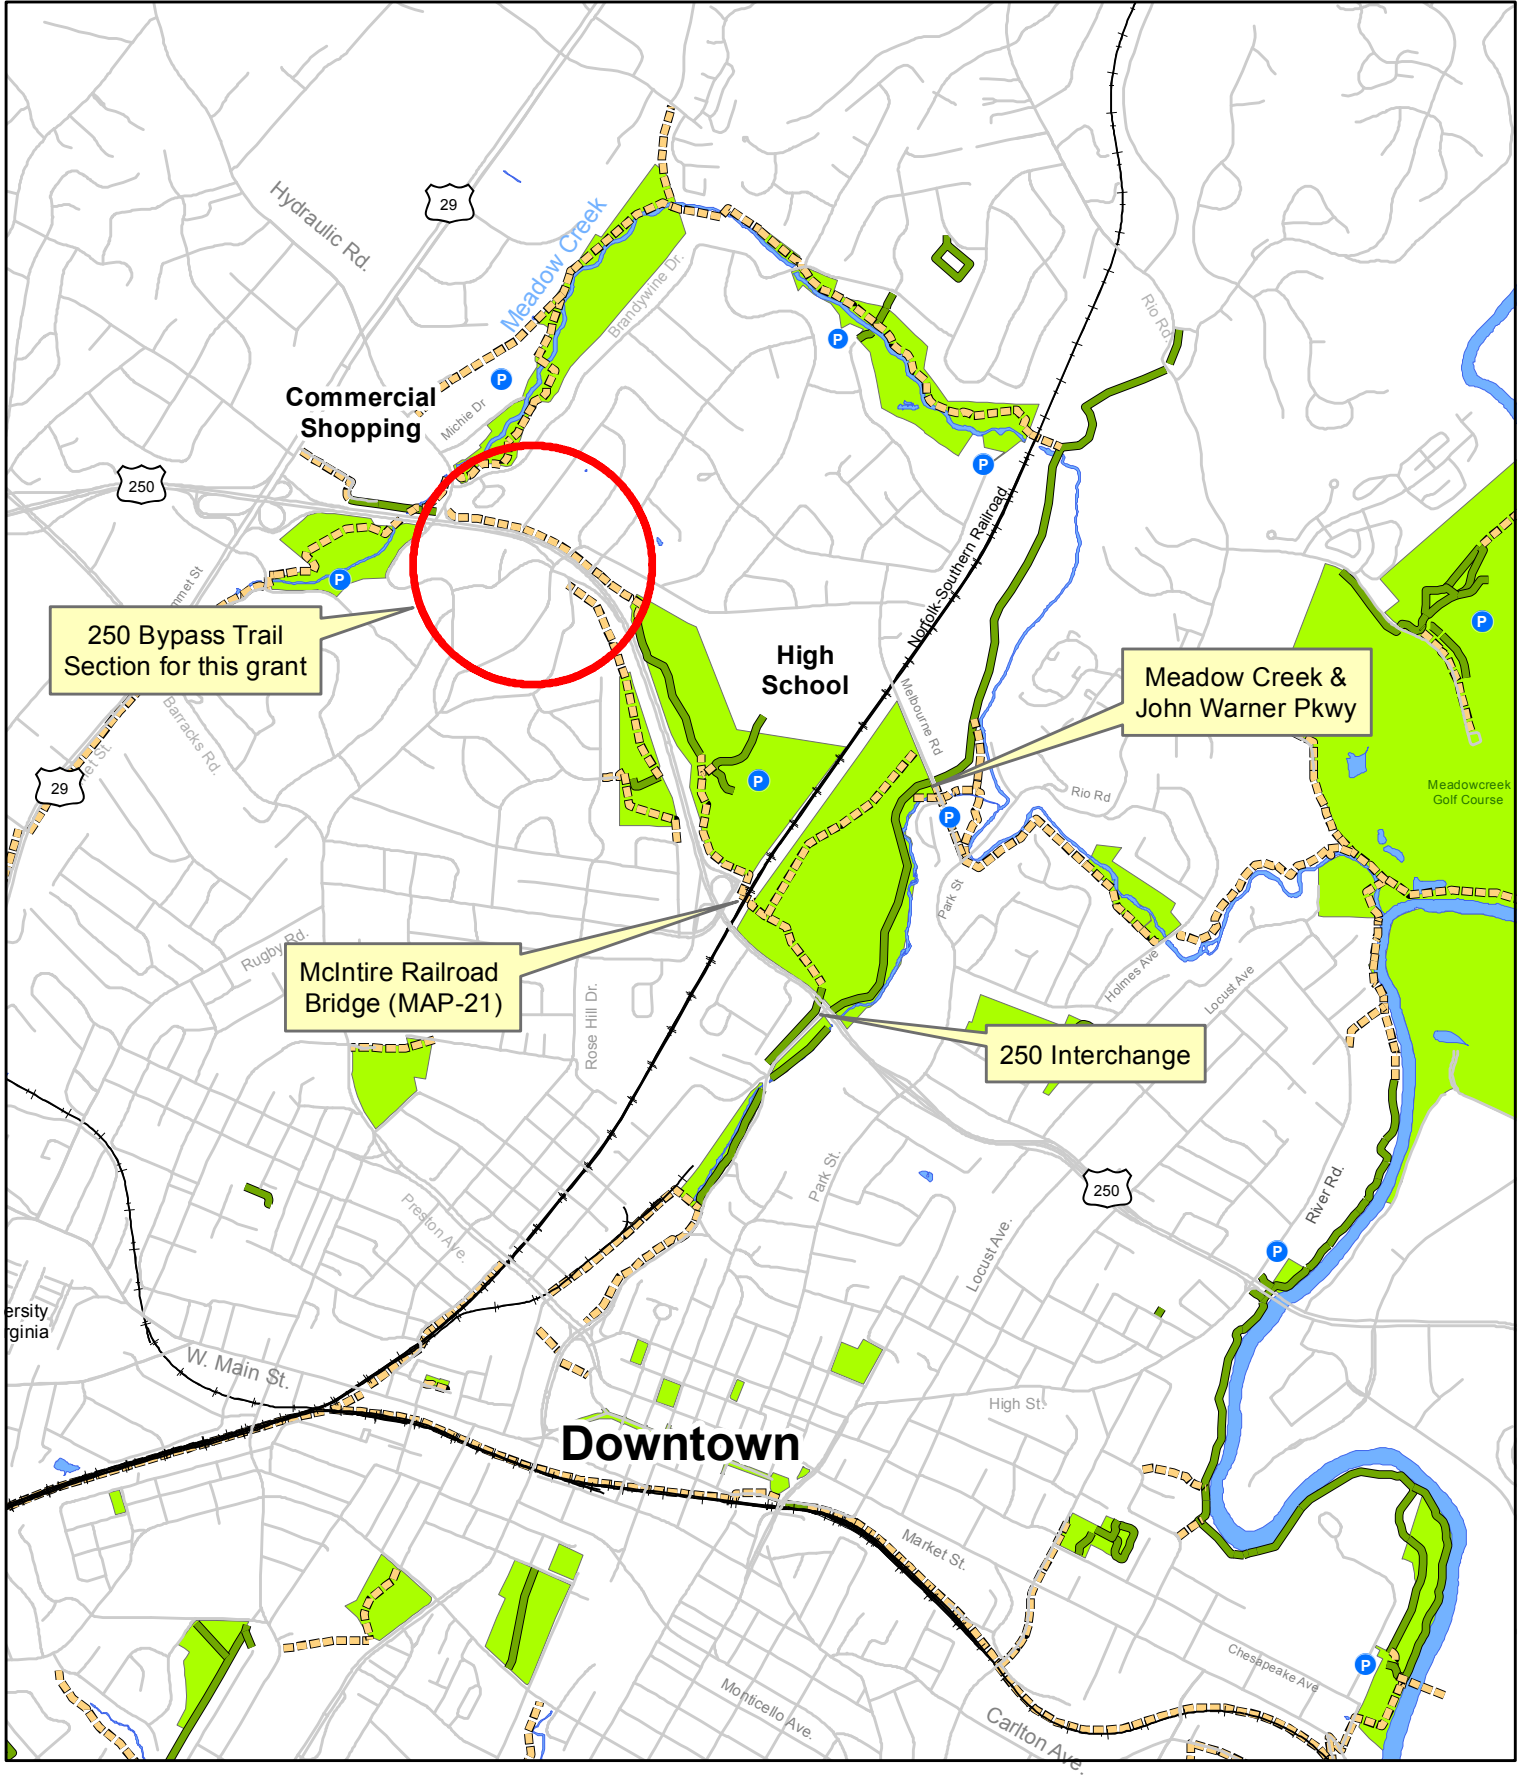 Hydraulic Rd.
29
Meadow Creek
Brandywine Dr.
Rio Rd.
P
Commercial
Shopping
P
Michie Dr
P
250
Norfolk-Southern Railroad
P
mmet St
250 Bypass Trail
Section for this grant
P
High
School
Melbourne Rd
Meadow Creek &
John Warner Pkwy
Barracks Rd.
29
P
Rio Rd
P
Meadowcreek
Golf Course
Park St
Rugby Rd.
McIntire Railroad
Bridge (MAP-21)
Rose Hill Dr.
Holmes Ave
Locust Ave
250 Interchange
Park St.
250
River Rd.
Preston Ave.
Locust Ave.
P
ersity
rginia
W. Main St.
High St.
Downtown
Market St.
Chesapeake Ave
P
Monticello Ave.
Carlton Ave.